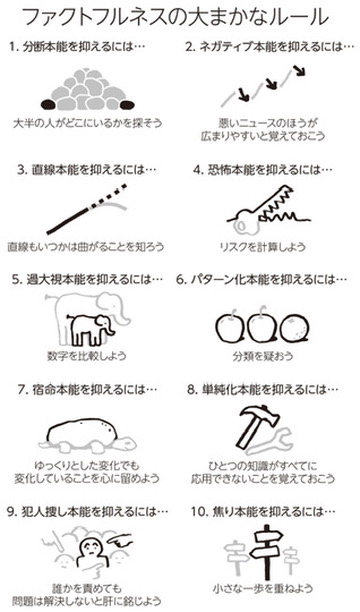 ファクトフルネスの大まかなルール
1. 分断本能を抑えるには…
大半の人がどこにいるかを探そう
2. ネガティブ本能を抑えるには…
悪いニュースのほうが
広まりやすいと覚えておこう
3. 直線本能を抑えるには…
直線もいつかは曲がることを知ろう
4. 恐怖本能を抑えるには…
リスクを計算しよう
5. 過大視本能を抑えるには…
数字を比較しよう
6. パターン化本能を抑えるには…
分類を疑おう
7. 宿命本能を抑えるには…
ゆっくりとした変化でも
変化していることを心に留めよう
8. 単純化本能を抑えるには…
ひとつの知識がすべてに
応用できないことを覚えておこう
9. 犯人捜し本能を抑えるには…
誰かを責めても
問題は解決しないと肝に銘じよう
10. 焦り本能を抑えるには…
小さな一歩を重ねよう